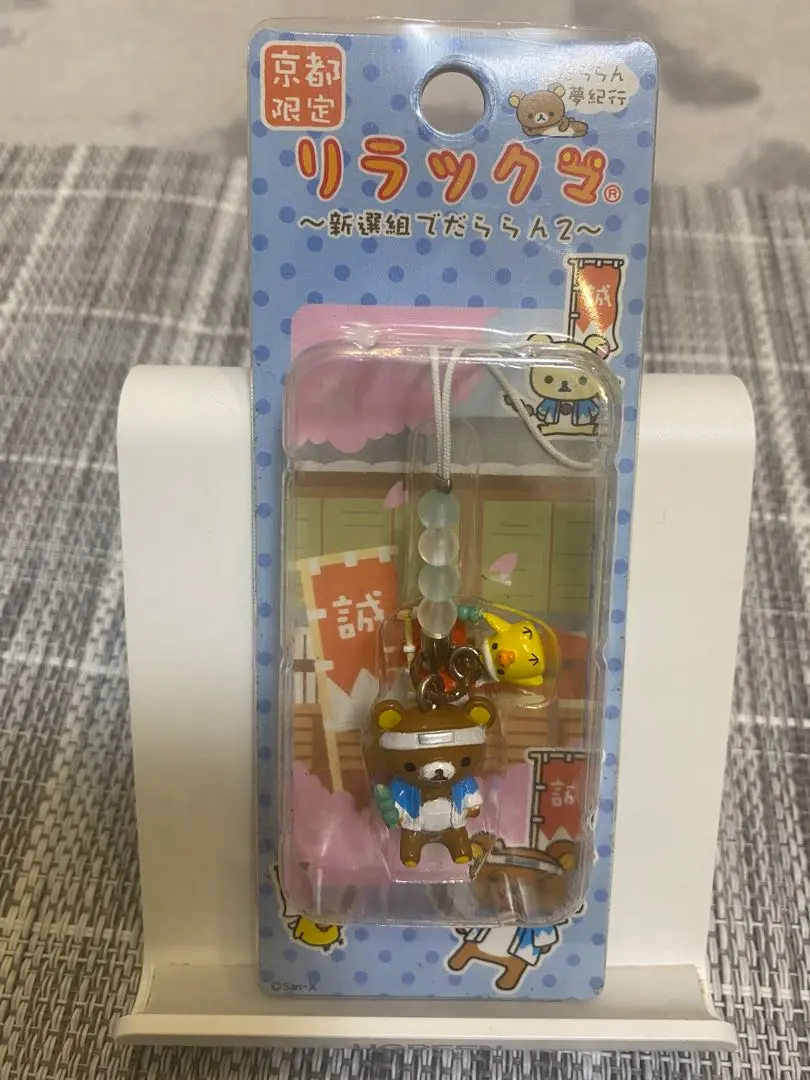 京都
限定
ららん
夢紀行
リラックマ®
～新選組でだららん2～
誠
誠
誠
©San-X